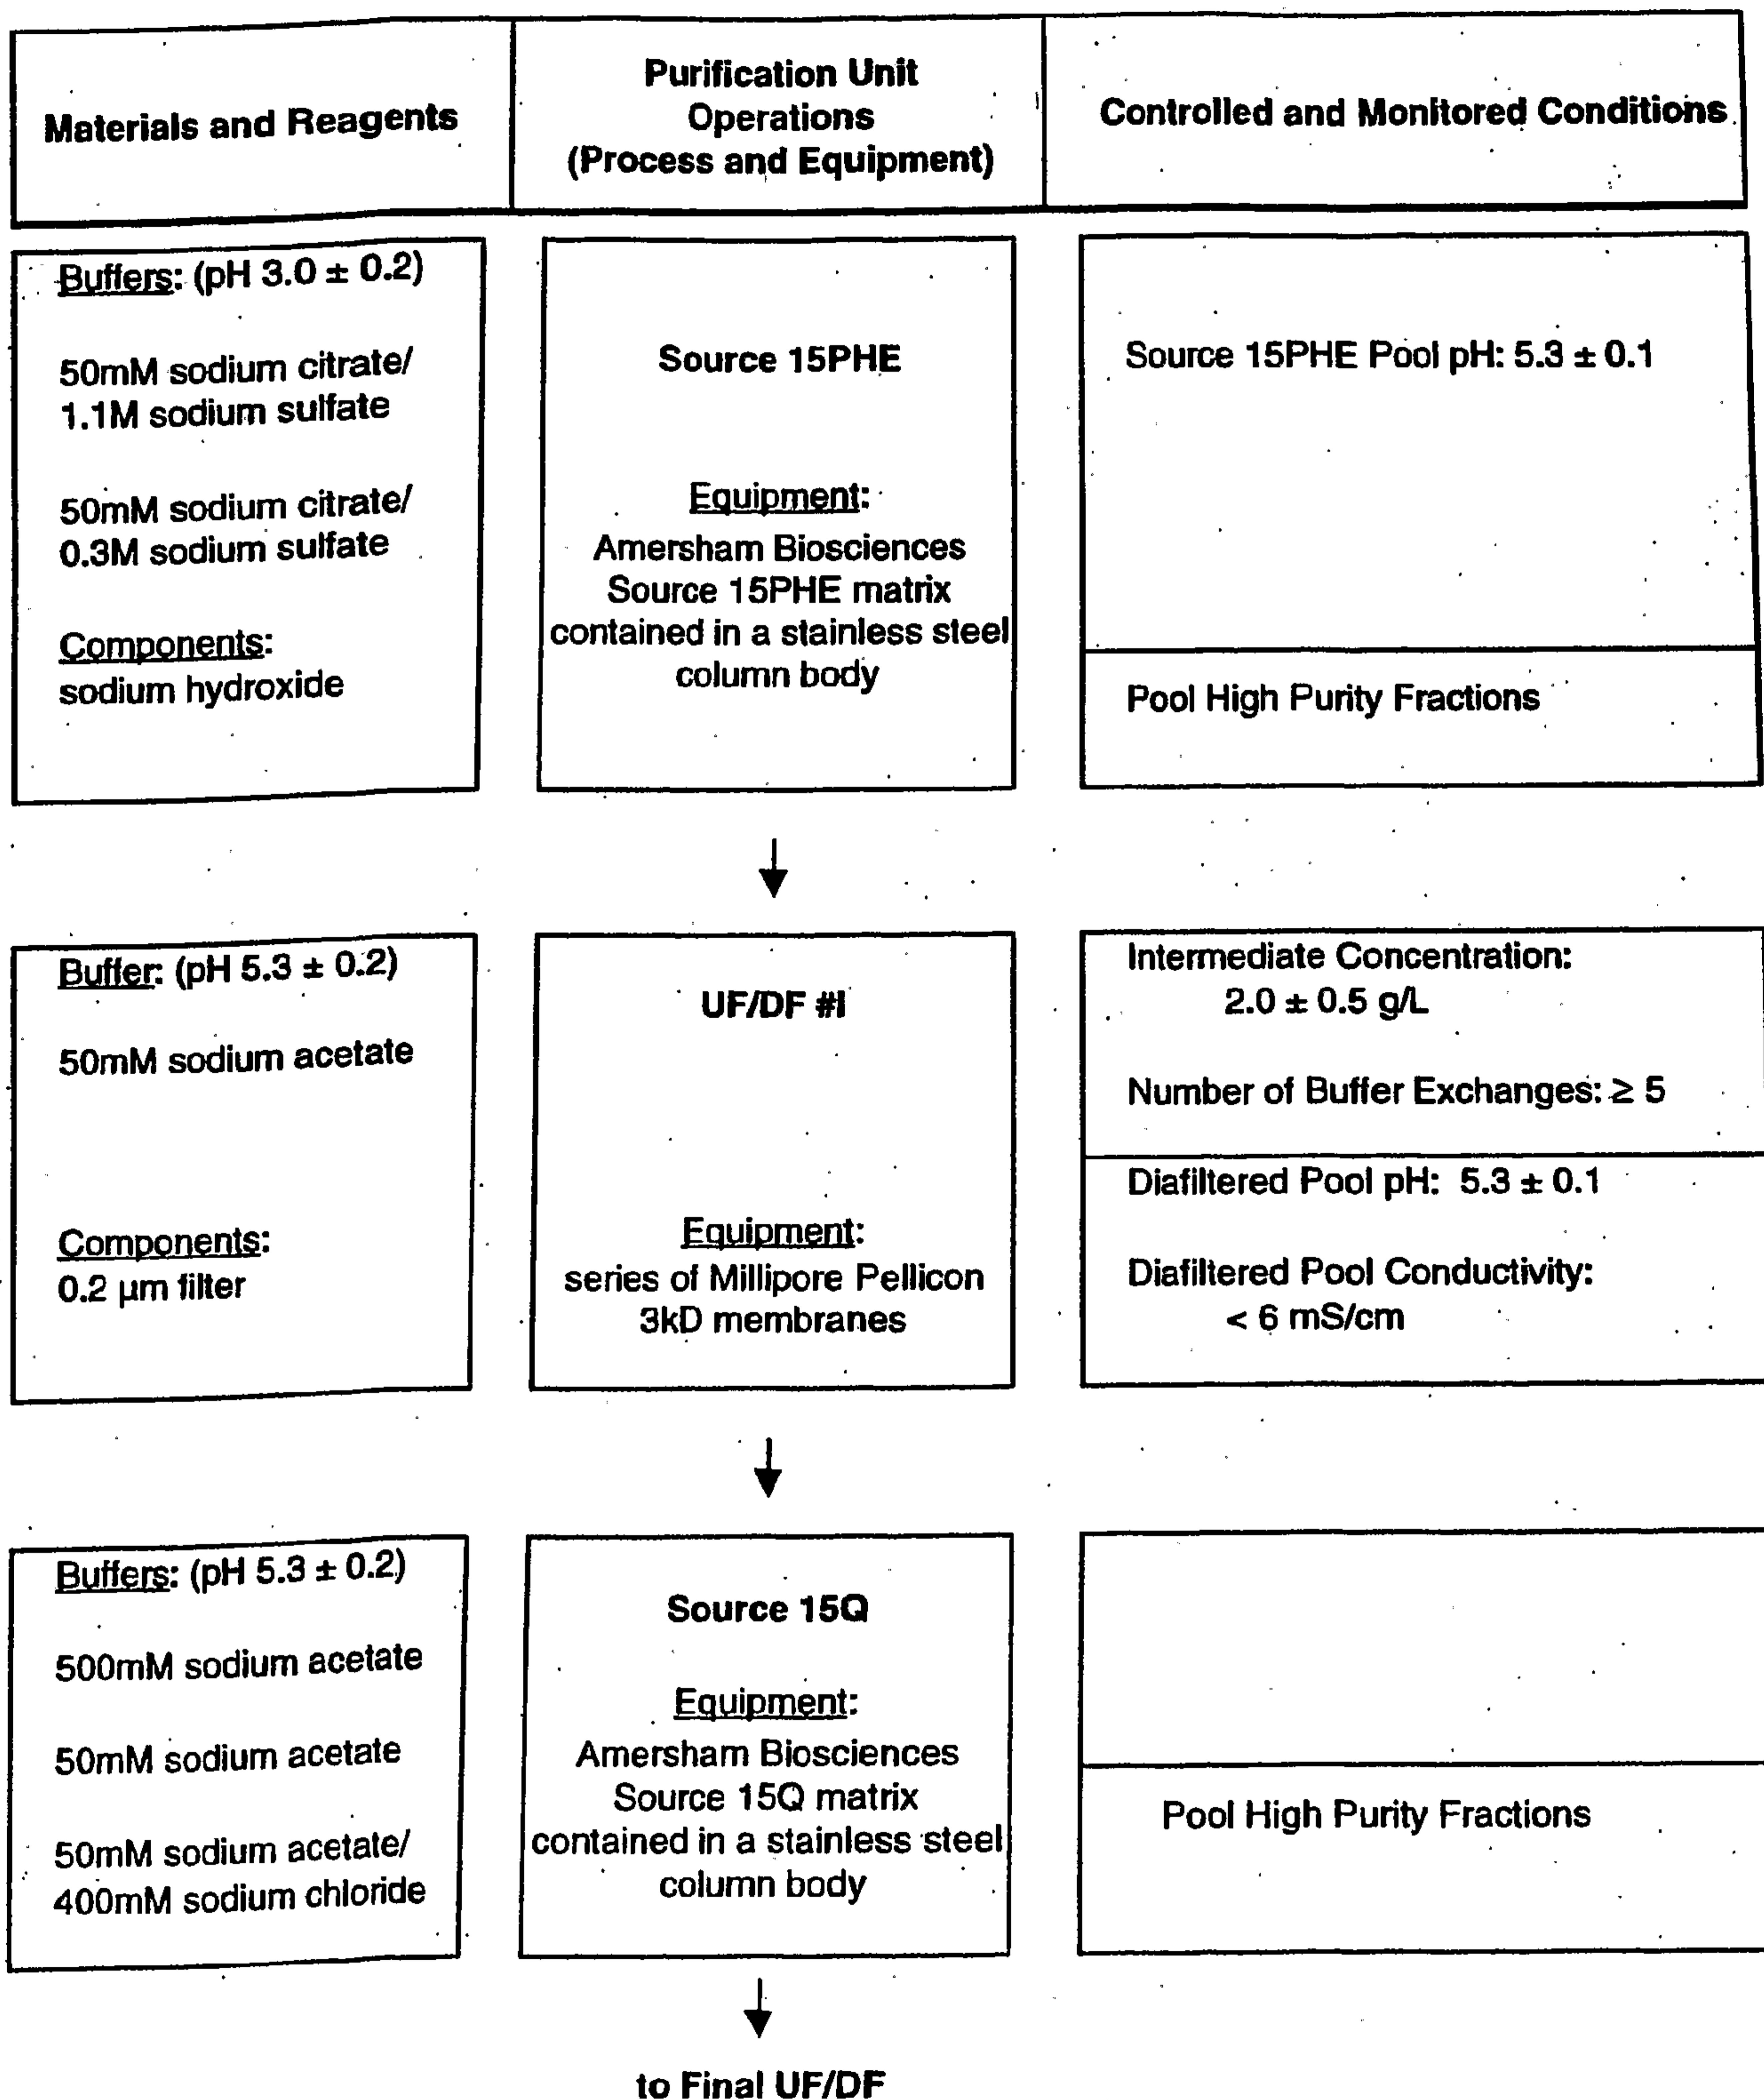 Materials and Reagents
Purification Unit
Operations
(Process and Equipment)
Controlled and Monitored Conditions
Buffers: (pH 3.0 ± 0.2)
50mM sodium citrate/
1.1M sodium sulfate
50mM sodium citrate/
0.3M sodium sulfate
Components:
sodium hydroxide
Source 15PHE
Equipment:
Amersham Biosciences
Source 15PHE matrix
contained in a stainless steel
column body
Source 15PHE Pool pH: 5.3 ± 0.1
Pool High Purity Fractions
Buffer: (pH 5.3 ± 0.2)
50mM sodium acetate
Components:
0.2 µm filter
UF/DF #I
Equipment:
series of Millipore Pellicon
3kD membranes
Intermediate Concentration:
2.0 ± 0.5 g/L
Number of Buffer Exchanges: ≥ 5
Diafiltered Pool pH: 5.3 ± 0.1
Diafiltered Pool Conductivity:
< 6 mS/cm
Buffers: (pH 5.3 ± 0.2)
500mM sodium acetate
50mM sodium acetate
50mM sodium acetate/
400mM sodium chloride
Source 15Q
Equipment:
Amersham Biosciences
Source 15Q matrix
contained in a stainless steel
column body
Pool High Purity Fractions
to Final UF/DF